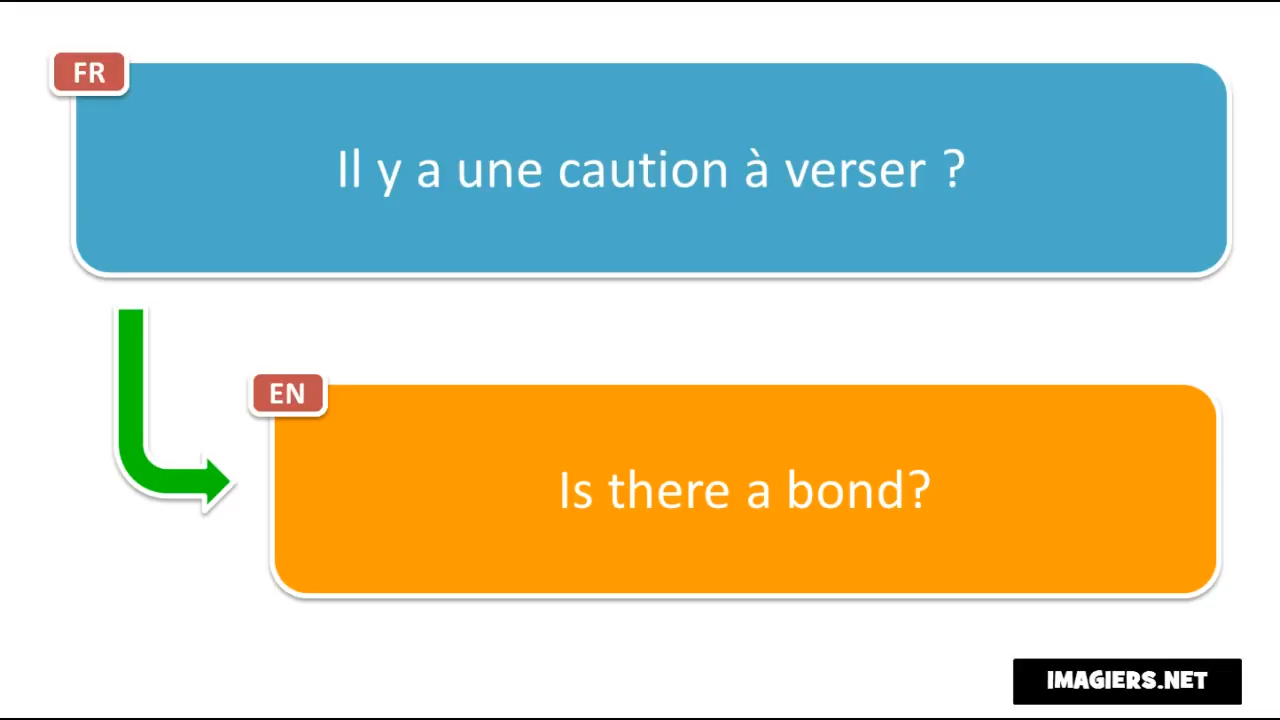 FR
Il y a une caution à verser ?
EN
Is there a bond?
IMAGIERS.NET